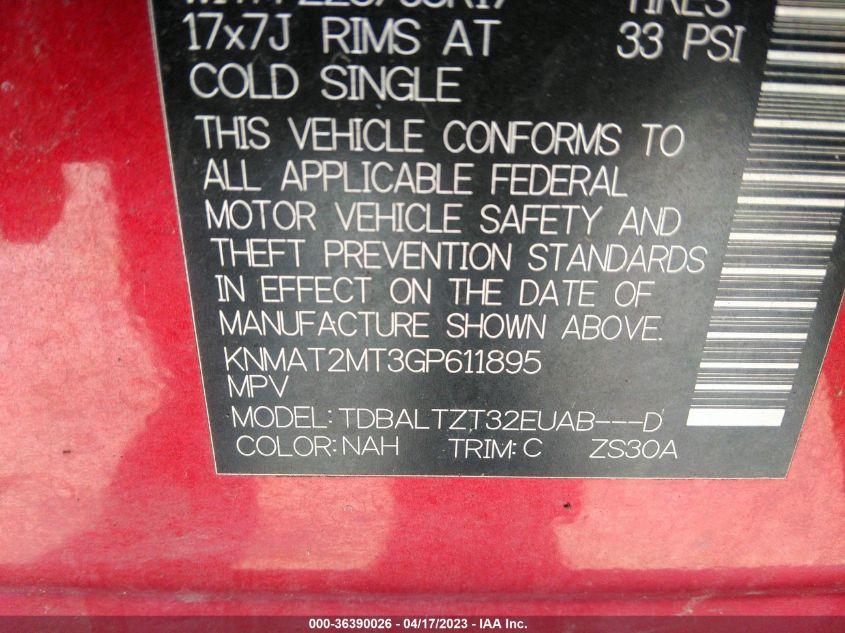 TIRES
17x7J RIMS AT 33 PSI
COLD SINGLE
THIS VEHICLE CONFORMS TO
ALL APPLICABLE FEDERAL
MOTOR VEHICLE SAFETY AND
THEFT PREVENTION STANDARDS
IN EFFECT ON THE DATE OF
MANUFACTURE SHOWN ABOVE.
KNMAT2MT3GP611895
MPV
MODEL:TDBALTZT32EUAB---D
COLOR:NAH TRIM:C ZS30A
000-36390026 - 04/17/2023 - IAA Inc.